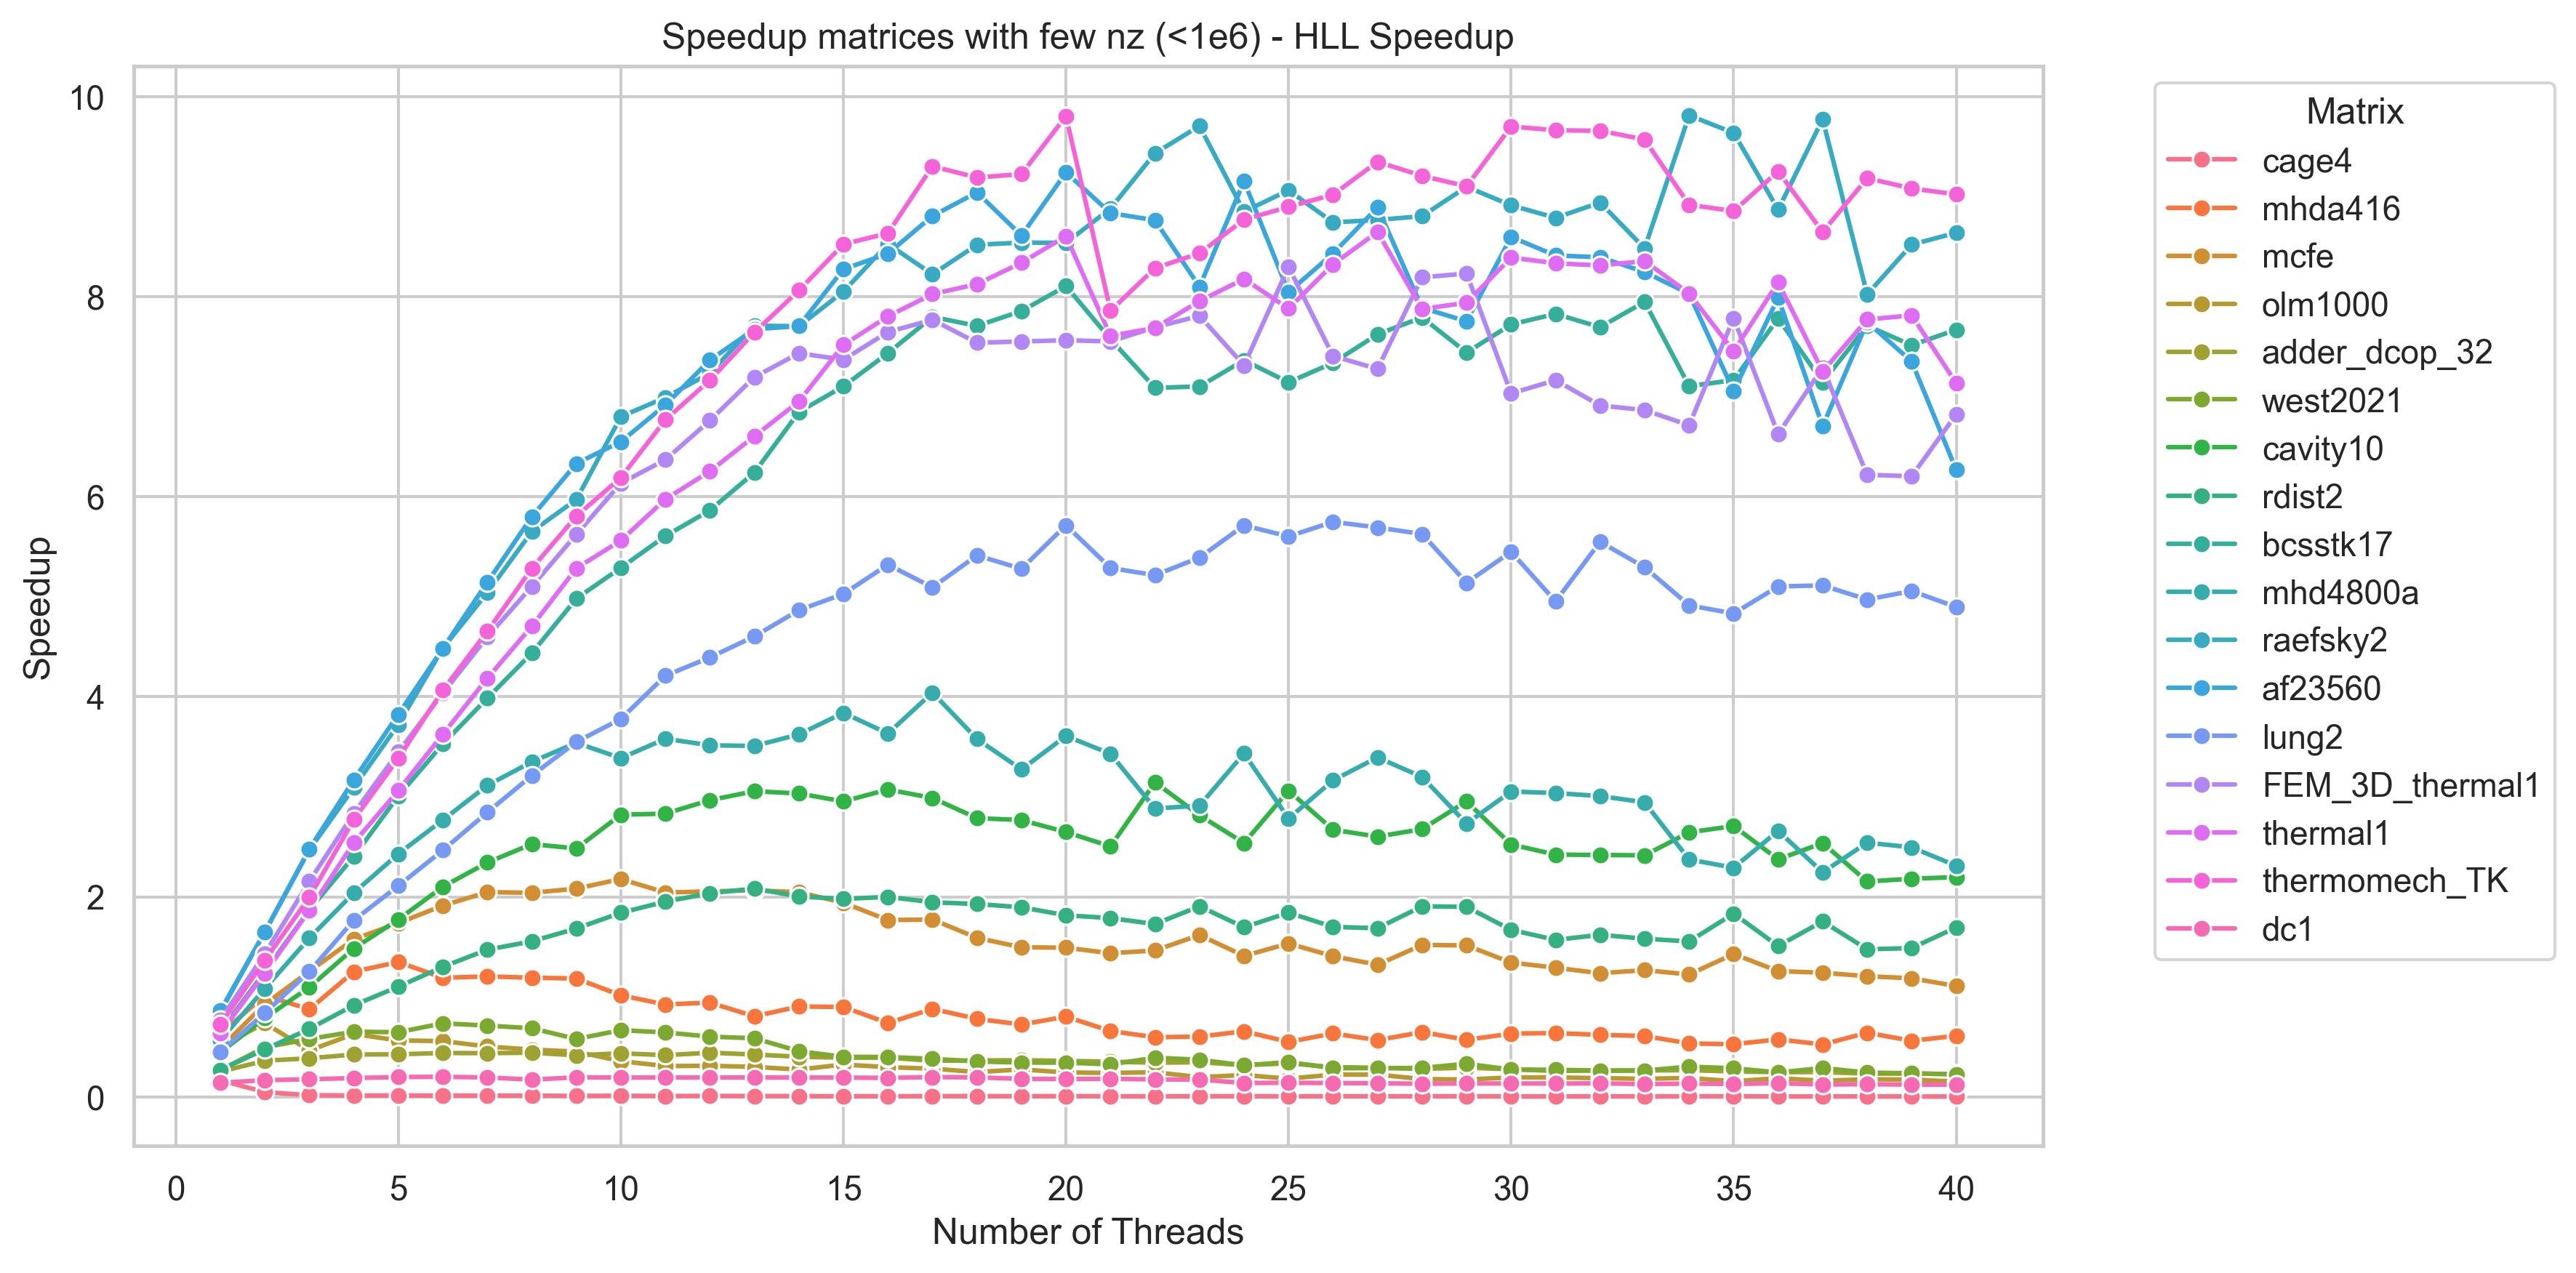 Speedup matrices with few nz (<1e6) - HLL Speedup
10
8
6
4
2
0
Speedup
0 5 10 15 20 25 30 35 40
Number of Threads
Matrix
cage4
mhda416
mcfe
olm1000
adder_dcop_32
west2021
cavity10
rdist2
bcsstk17
mhd4800a
raefsky2
af23560
lung2
FEM_3D_thermal1
thermal1
thermomech_TK
dc1